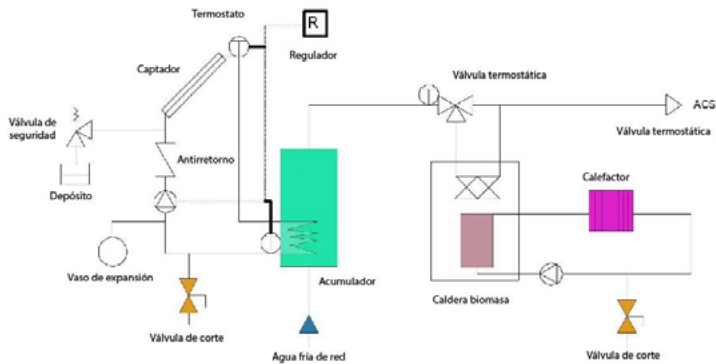 Termostato
R
Regulador
Captador
Válvula termostática
ACS
Válvula de
seguridad
Válvula termostática
Antirretorno
Depósito
Calefactor
Vaso de expansión
Acumulador
Caldera biomasa
Válvula de corte
Agua fría de red
Válvula de corte